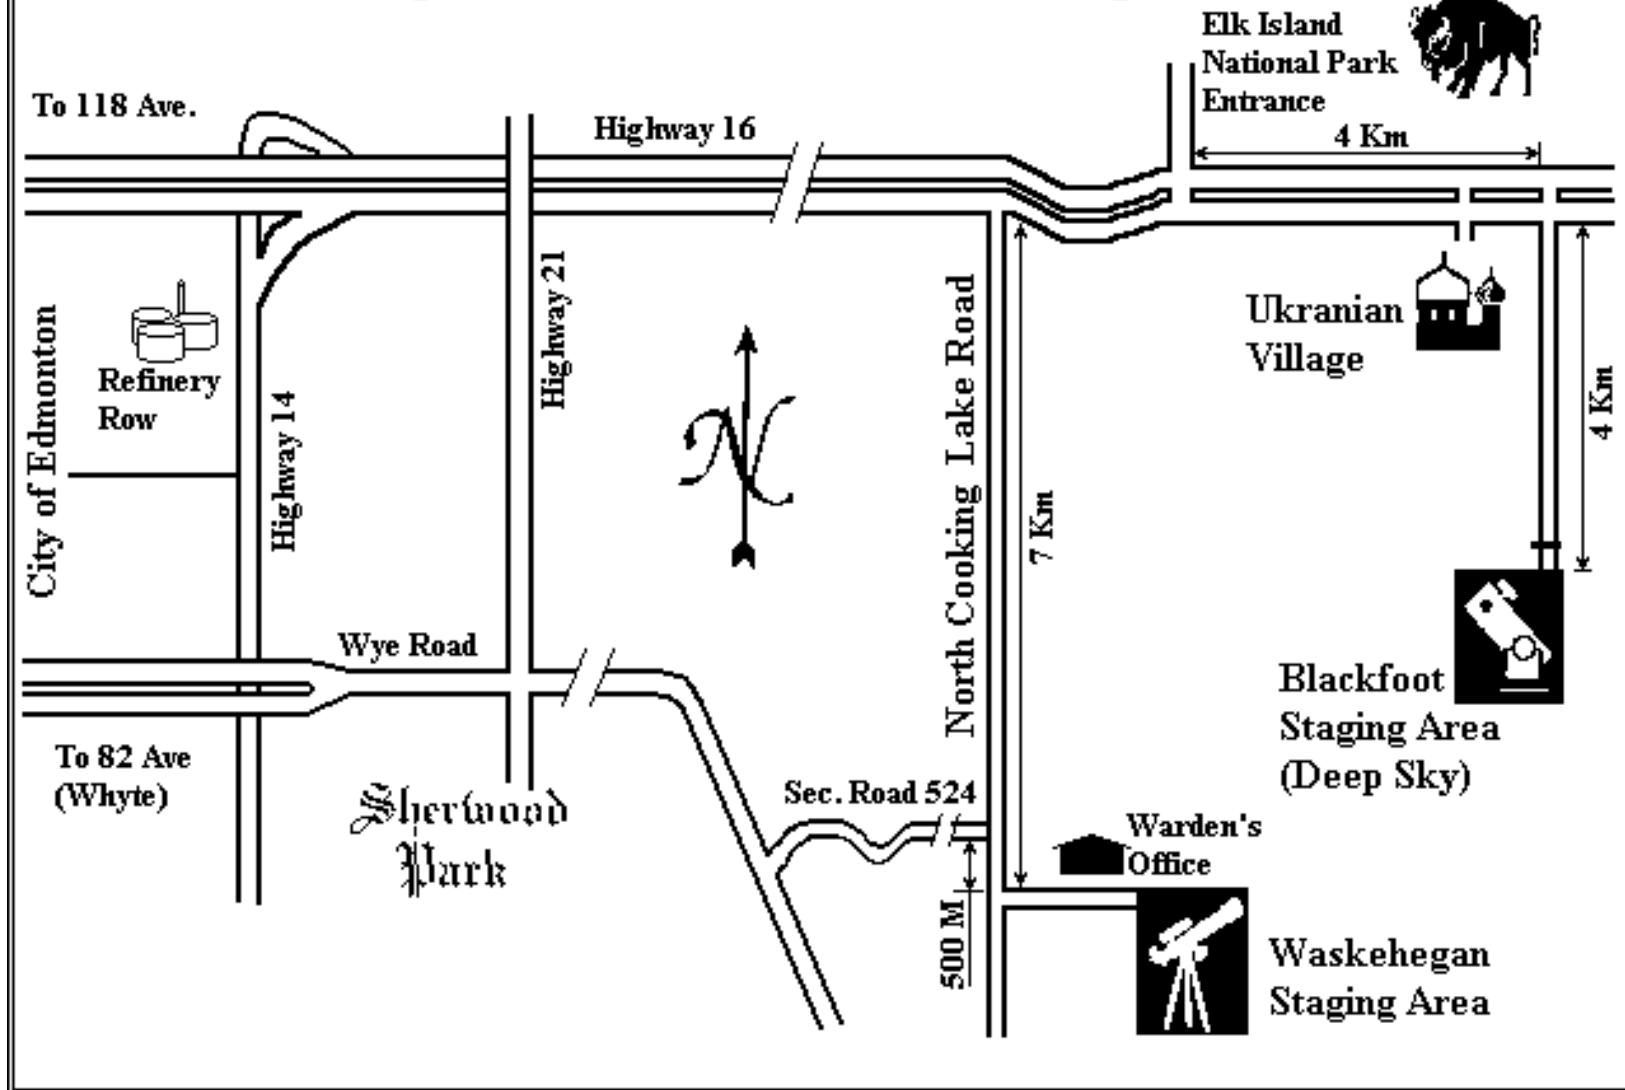 Elk Island
National Park
Entrance
To 118 Ave.
Highway 16
4 Km
Ukranian
Village
Refinery
Row
City of Edmonton
Highway 14
Highway 21
N
North Cooking Lake Road
7 Km
4 Km
Wye Road
To 82 Ave
(Whyte)
Sherwood
Park
Blackfoot
Staging Area
(Deep Sky)
Sec. Road 524
Warden's
Office
500 M
Waskehegan
Staging Area